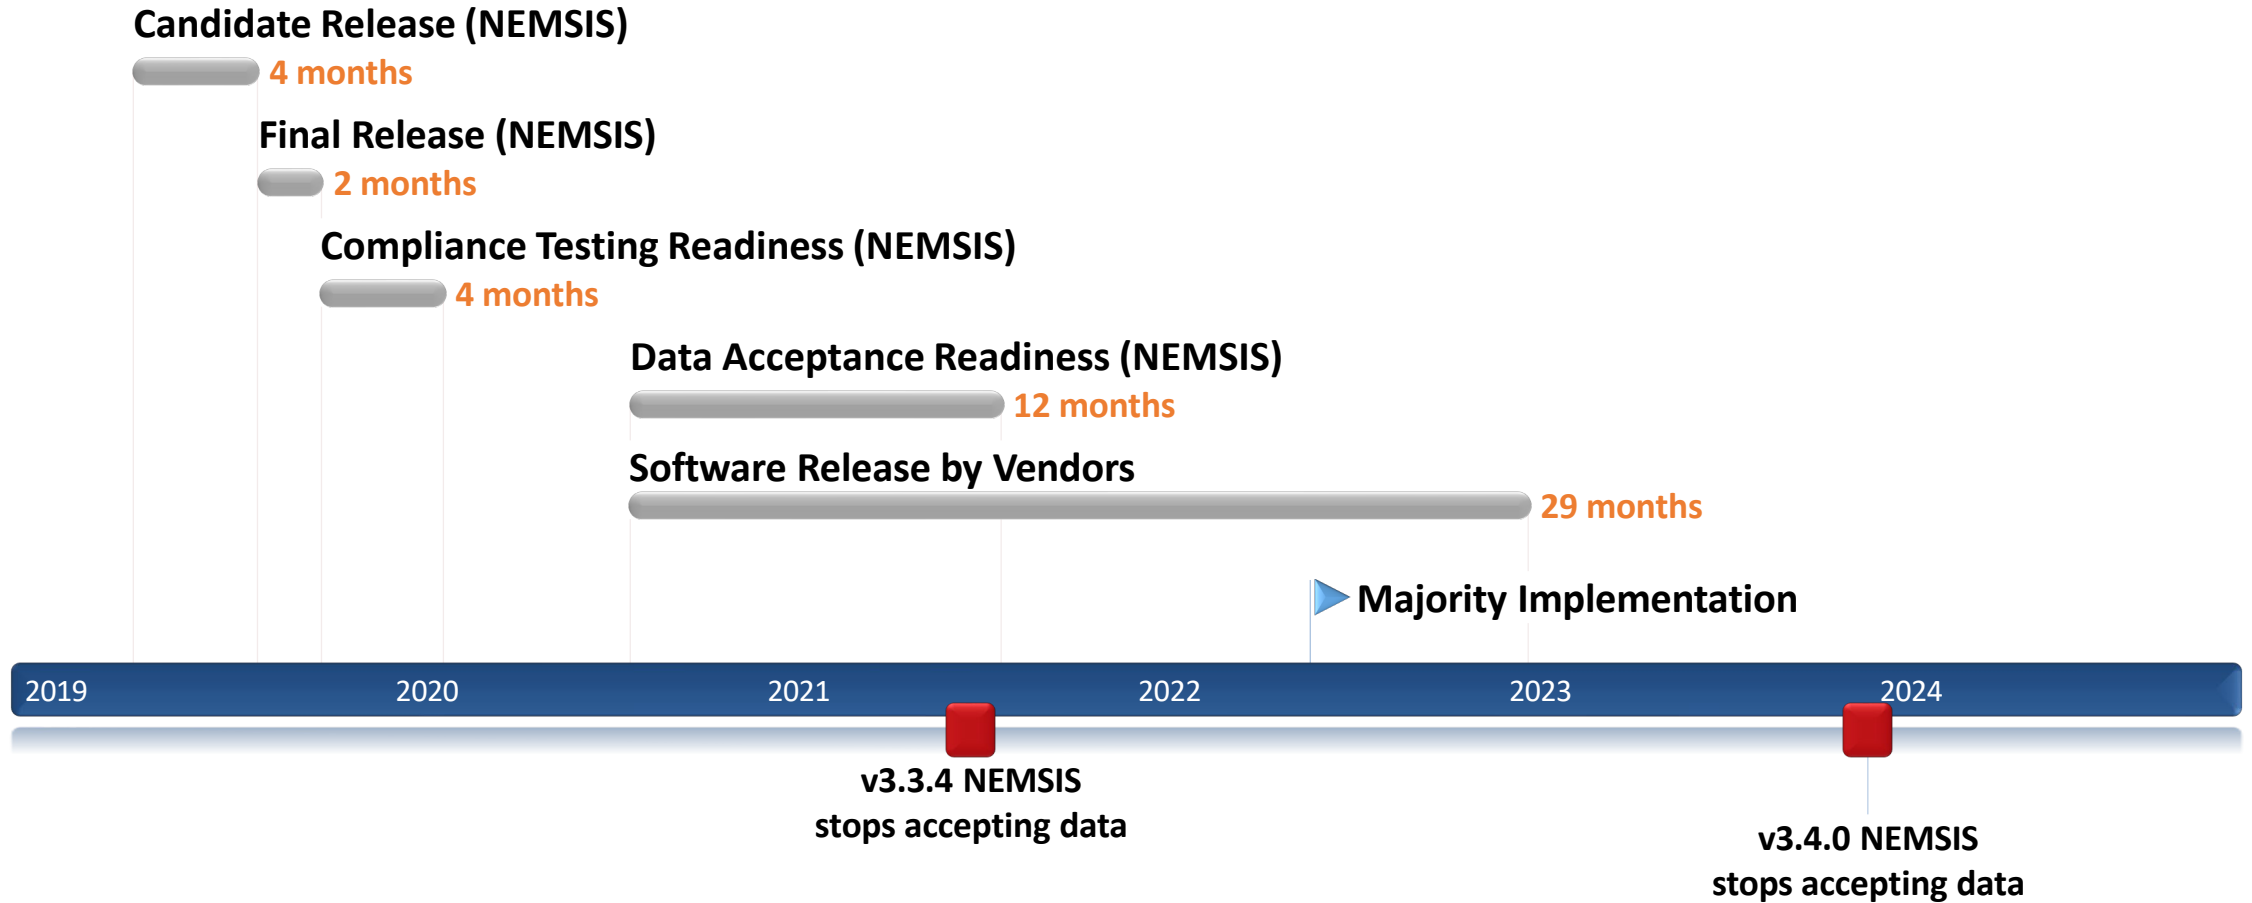 Candidate Release (NEMSIS)
4 months
Final Release (NEMSIS)
2 months
Compliance Testing Readiness (NEMSIS)
4 months
Data Acceptance Readiness (NEMSIS)
12 months
Software Release by Vendors
29 months
Majority Implementation
2019 2020 2021 2022 2023 2024
v3.3.4 NEMSIS
stops accepting data
v3.4.0 NEMSIS
stops accepting data